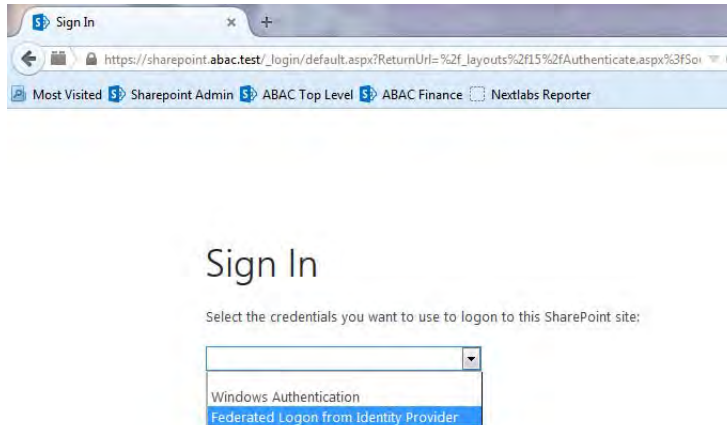 Sign In
https://sharepoint.abac.test/_login/default.aspx?ReturnUrl=%2f_layouts%2f15%2fAuthenticate.aspx%3fSou
Most Visited Sharepoint Admin ABAC Top Level ABAC Finance Nextlabs Reporter
Sign In
Select the credentials you want to use to logon to this SharePoint site:
Windows Authentication
Federated Logon from Identity Provider